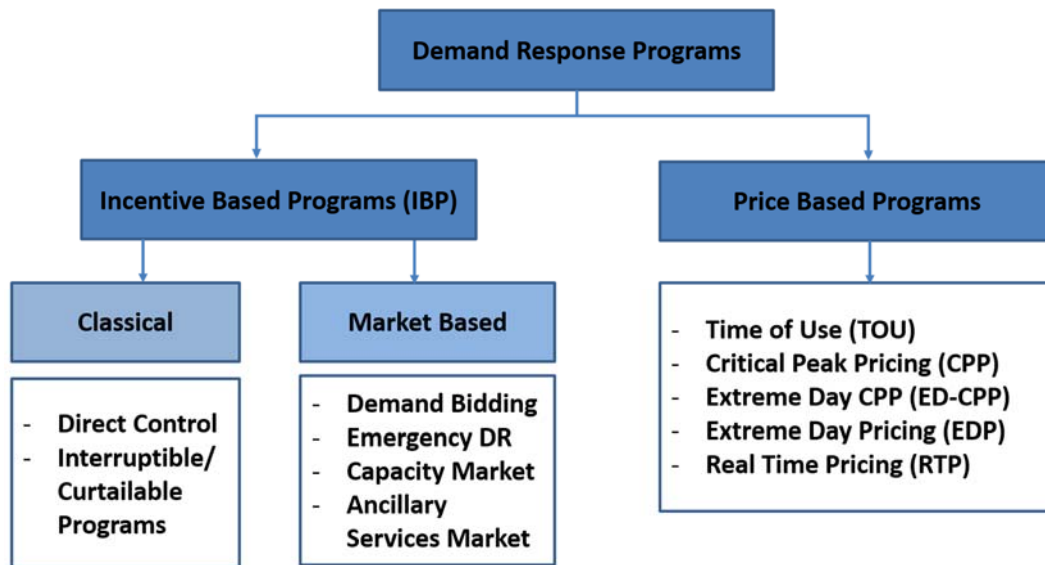 Demand Response Programs
Incentive Based Programs (IBP)
Price Based Programs
Classical
Market Based
- Direct Control
- Interruptible/
Curtailable
Programs
- Demand Bidding
- Emergency DR
- Capacity Market
- Ancillary
Services Market
- Time of Use (TOU)
- Critical Peak Pricing (CPP)
- Extreme Day CPP (ED-CPP)
- Extreme Day Pricing (EDP)
- Real Time Pricing (RTP)